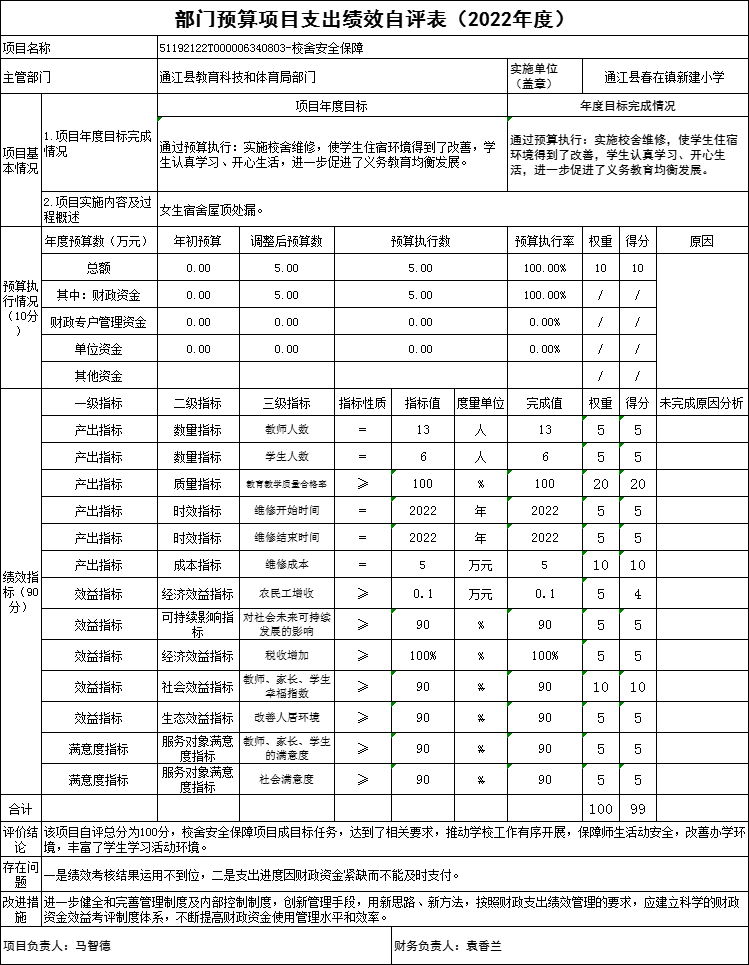 部门预算项目支出绩效自评表（2022年度）
项目名称 51192122T000006340803-校舍安全保障
主管部门 通江县教育科技和体育局部门 实施单位（盖章） 通江县春在镇新建小学
项目基本情况 1.项目年度目标完成情况 项目年度目标 年度目标完成情况
通过预算执行：实施校舍维修，使学生住宿环境得到了改善，学生认真学习、开心生活，进一步促进了义务教育均衡发展。 通过预算执行：实施校舍维修，使学生住宿环境得到了改善，学生认真学习、开心生活，进一步促进了义务教育均衡发展。
2.项目实施内容及过程概述 女生宿舍屋顶处漏。
预算执行情况（10分） 年度预算数（万元） 年初预算 调整后预算数 预算执行数 预算执行率 权重 得分 原因
总额 0.00 5.00 5.00 100.00% 10 10
其中：财政资金 0.00 5.00 5.00 100.00% / /
财政专户管理资金 0.00 0.00 0.00 0.00% / /
单位资金 0.00 0.00 0.00 0.00% / /
其他资金 / /
绩效指标（90分） 一级指标 二级指标 三级指标 指标性质 指标值 度量单位 完成值 权重 得分 未完成原因分析
产出指标 数量指标 教师人数 ＝ 13 人 13 5 5
产出指标 数量指标 学生人数 ＝ 6 人 6 5 5
产出指标 质量指标 教育教学质量合格率 ≥ 100 % 100 20 20
产出指标 时效指标 维修开始时间 ＝ 2022 年 2022 5 5
产出指标 时效指标 维修结束时间 ＝ 2022 年 2022 5 5
产出指标 成本指标 维修成本 ＝ 5 万元 5 10 10
效益指标 经济效益指标 农民工增收 ≥ 0.1 万元 0.1 5 4
效益指标 可持续影响指标 对社会未来可持续发展的影响 ≥ 90 % 90 5 5
效益指标 经济效益指标 税收增加 ≥ 100% % 100% 5 5
效益指标 社会效益指标 教师、家长、学生幸福指数 ≥ 90 % 90 10 10
效益指标 生态效益指标 改善人居环境 ≥ 90 % 90 5 5
满意度指标 服务对象满意度指标 教师、家长、学生的满意度 ≥ 90 % 90 5 5
满意度指标 服务对象满意度指标 社会满意度 ≥ 90 % 90 5 5
合计 100 99
评价结论 该项目自评总分为100分，校舍安全保障项目成目标任务，达到了相关要求，推动学校工作有序开展，保障师生活动安全，改善办学环境，丰富了学生学习活动环境。
存在问题 一是绩效考核结果运用不到位，二是支出进度因财政资金紧缺而不能及时支付。
改进措施 进一步健全和完善管理制度及内部控制制度，创新管理手段，用新思路、新方法，按照财政支出绩效管理的要求，应建立科学的财政资金效益考评制度体系，不断提高财政资金使用管理水平和效率。
项目负责人：马智德 财务负责人：袁香兰